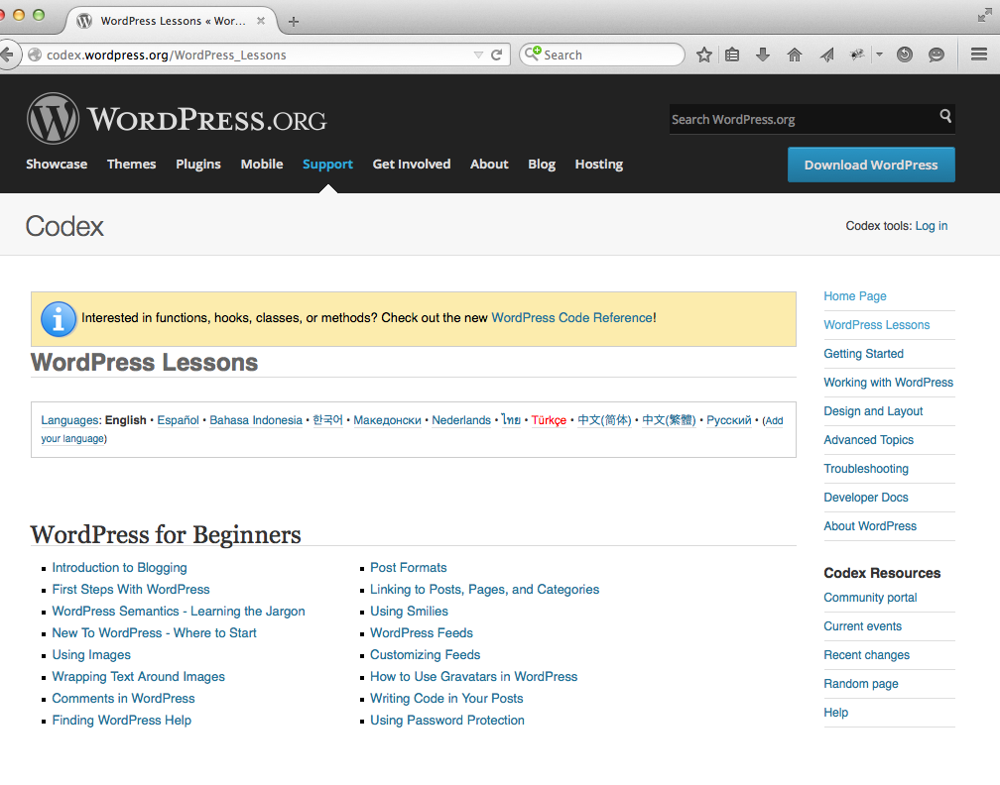 WordPress Lessons « Wor...
codex.wordpress.org/WordPress_Lessons
Search
WORDPRESS.ORG
Search WordPress.org
Showcase Themes Plugins Mobile Support Get Involved About Blog Hosting
Download WordPress
Codex
Codex tools: Log in
Interested in functions, hooks, classes, or methods? Check out the new WordPress Code Reference!
WordPress Lessons
Languages: English • Español • Bahasa Indonesia • 한국어 • Македонски • Nederlands • ไทย • Türkçe • 中文(简体) • 中文(繁體) • Русский • (Add
your language)
WordPress for Beginners
Introduction to Blogging
First Steps With WordPress
WordPress Semantics - Learning the Jargon
New To WordPress - Where to Start
Using Images
Wrapping Text Around Images
Comments in WordPress
Finding WordPress Help
Post Formats
Linking to Posts, Pages, and Categories
Using Smilies
WordPress Feeds
Customizing Feeds
How to Use Gravatars in WordPress
Writing Code in Your Posts
Using Password Protection
Home Page
WordPress Lessons
Getting Started
Working with WordPress
Design and Layout
Advanced Topics
Troubleshooting
Developer Docs
About WordPress
Codex Resources
Community portal
Current events
Recent changes
Random page
Help